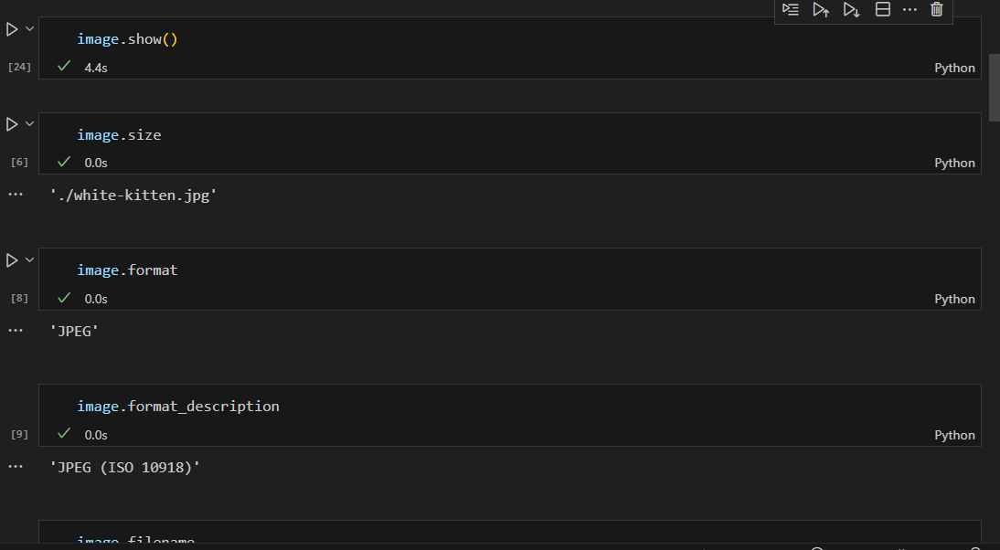 image.show()
[24]
4.4s
Python
image.size
[6]
0.0s
Python
'./white-kitten.jpg'
image.format
[8]
0.0s
Python
'JPEG'
image.format_description
[9]
0.0s
Python
'JPEG (ISO 10918)'
image.filename